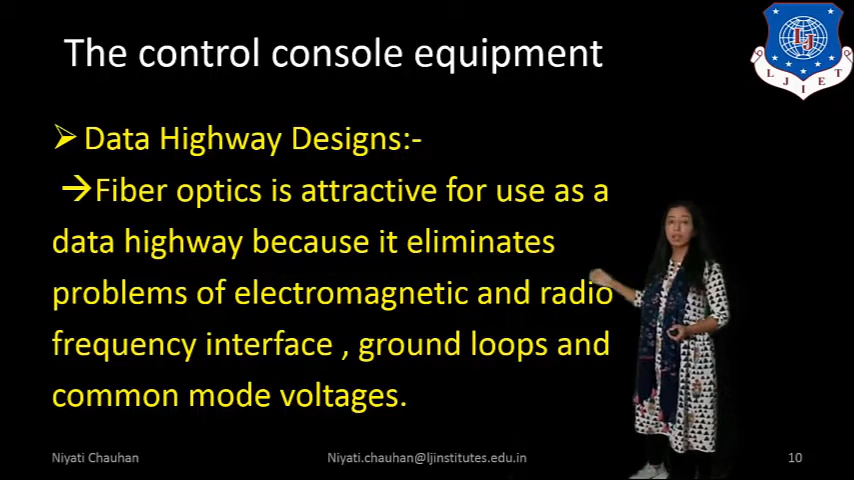 The control console equipment
LJ
LJIET
➢ Data Highway Designs:-
→Fiber optics is attractive for use as a
data highway because it eliminates
problems of electromagnetic and radio
frequency interface , ground loops and
common mode voltages.
Niyati Chauhan
Niyati.chauhan@ljinstitutes.edu.in
10